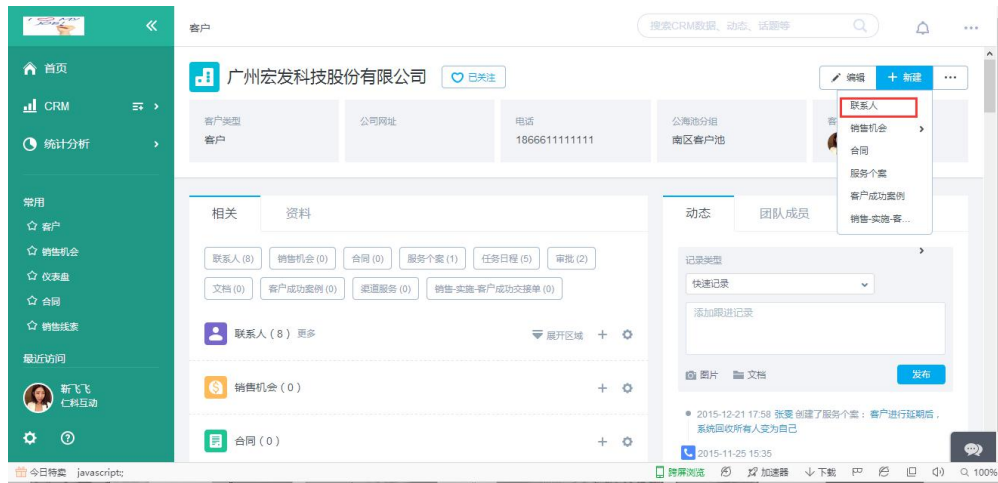 I ♡ MY
JOB!
客户
搜索CRM数据、动态、话题等
首页
CRM
统计分析
常用
客户
销售机会
仪表盘
合同
销售线索
最近访问
靳飞飞
仁科互动
广州宏发科技股份有限公司
已关注
编辑
+ 新建
联系人
销售机会
合同
服务个案
客户成功案例
销售-实施-客...
客户类型
客户
公司网址
电话
1866611111111
公海池分组
南区客户池
相关
资料
联系人 (8)
销售机会 (0)
合同 (0)
服务个案 (1)
任务日程 (5)
审批 (2)
文档 (0)
客户成功案例 (0)
渠道服务 (0)
销售-实施-客户成功交接单 (0)
联系人 ( 8 ) 更多
展开区域
销售机会 ( 0 )
合同 ( 0 )
动态
团队成员
记录类型
快速记录
添加跟进记录
图片
文档
发布
2015-12-21 17:58 张雯 创建了服务个案：客户进行延期后，
系统回收所有人变为自己
2015-11-25 15:35
今日特卖 javascript:;
跨屏浏览
加速器
下载
100%